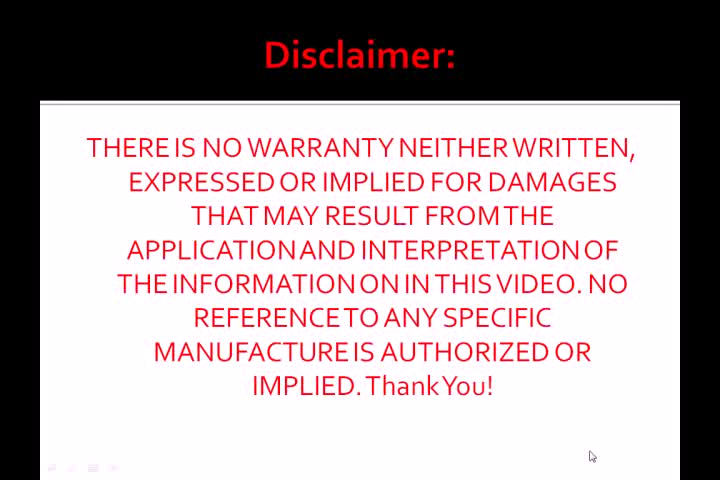 Disclaimer:
THERE IS NO WARRANTY NEITHER WRITTEN,
EXPRESSED OR IMPLIED FOR DAMAGES
THAT MAY RESULT FROM THE
APPLICATION AND INTERPRETATION OF
THE INFORMATION ON IN THIS VIDEO. NO
REFERENCE TO ANY SPECIFIC
MANUFACTURE IS AUTHORIZED OR
IMPLIED. Thank You!